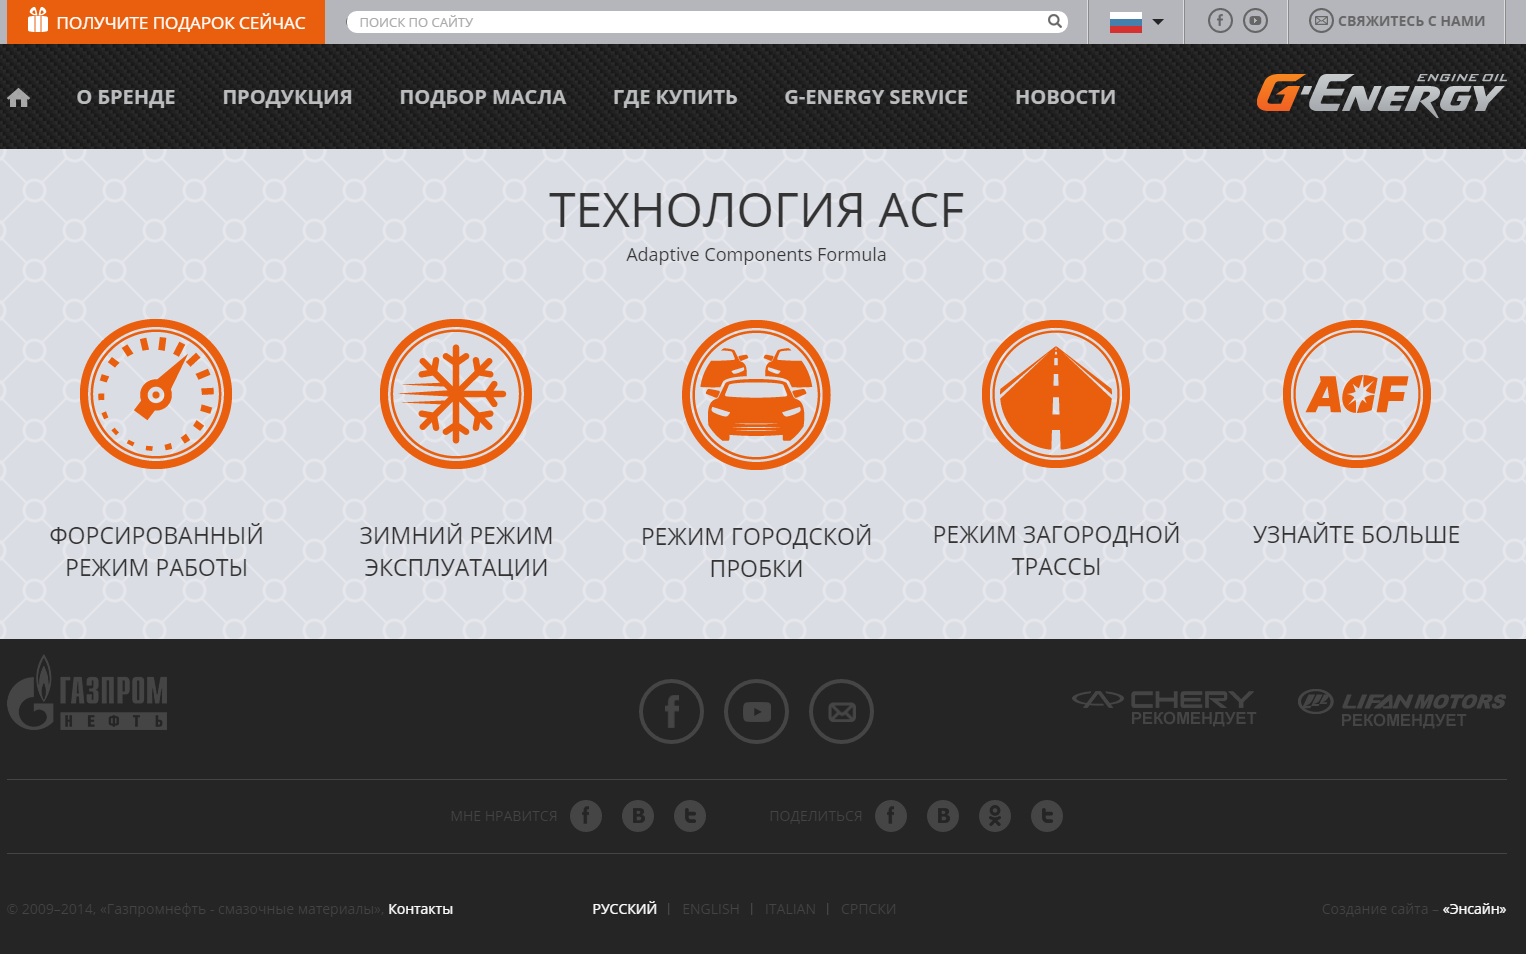 ПОЛУЧИТЕ ПОДАРОК СЕЙЧАС
ПОИСК ПО САЙТУ
СВЯЖИТЕСЬ С НАМИ
О БРЕНДЕ
ПРОДУКЦИЯ
ПОДБОР МАСЛА
ГДЕ КУПИТЬ
G-ENERGY SERVICE
НОВОСТИ
ENGINE OIL
G-ENERGY
ТЕХНОЛОГИЯ ACF
Adaptive Components Formula
ACF
ФОРСИРОВАННЫЙ
РЕЖИМ РАБОТЫ
ЗИМНИЙ РЕЖИМ
ЭКСПЛУАТАЦИИ
РЕЖИМ ГОРОДСКОЙ
ПРОБКИ
РЕЖИМ ЗАГОРОДНОЙ
ТРАССЫ
УЗНАЙТЕ БОЛЬШЕ
ГАЗПРОМ
НЕФТЬ
CHERY
РЕКОМЕНДУЕТ
LIFAN MOTORS
РЕКОМЕНДУЕТ
МНЕ НРАВИТСЯ
ПОДЕЛИТЬСЯ
© 2009–2014, «Газпромнефть - смазочные материалы», Контакты
РУССКИЙ | ENGLISH | ITALIAN | СРПСКИ
Создание сайта – «Энсайн»